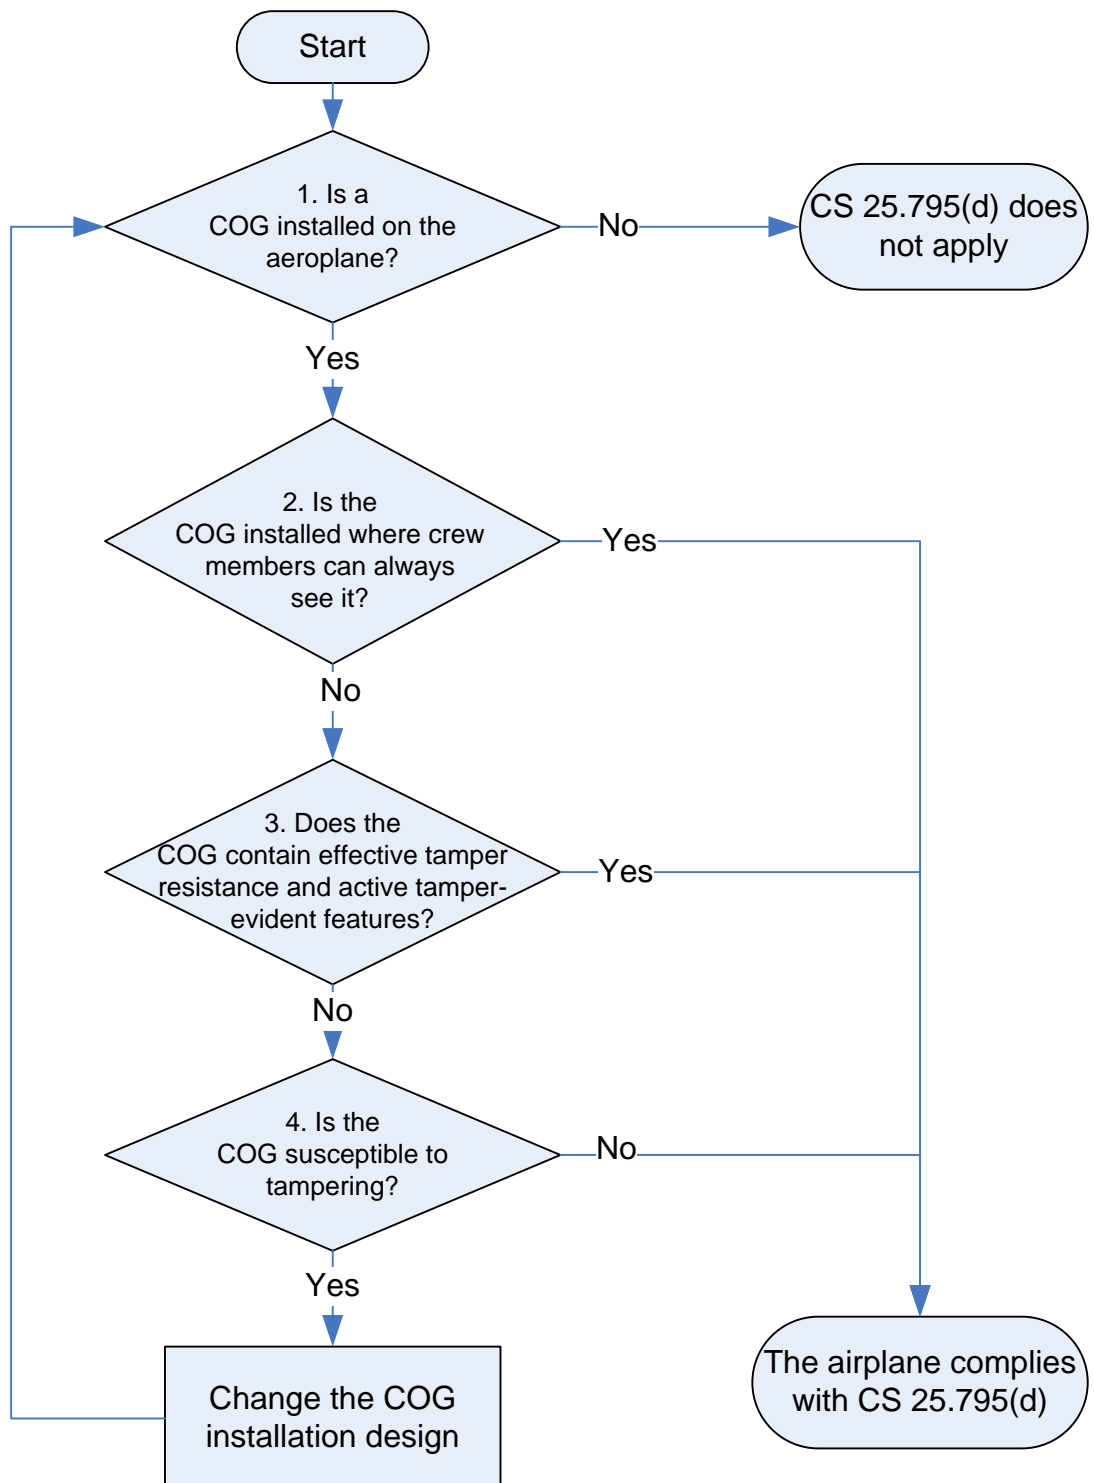 Start
1. Is a
COG installed on the
aeroplane?
No
CS 25.795(d) does
not apply
Yes
2. Is the
COG installed where crew
members can always
see it?
Yes
No
3. Does the
COG contain effective tamper
resistance and active tamper-
evident features?
Yes
No
4. Is the
COG susceptible to
tampering?
No
Yes
Change the COG
installation design
The airplane complies
with CS 25.795(d)